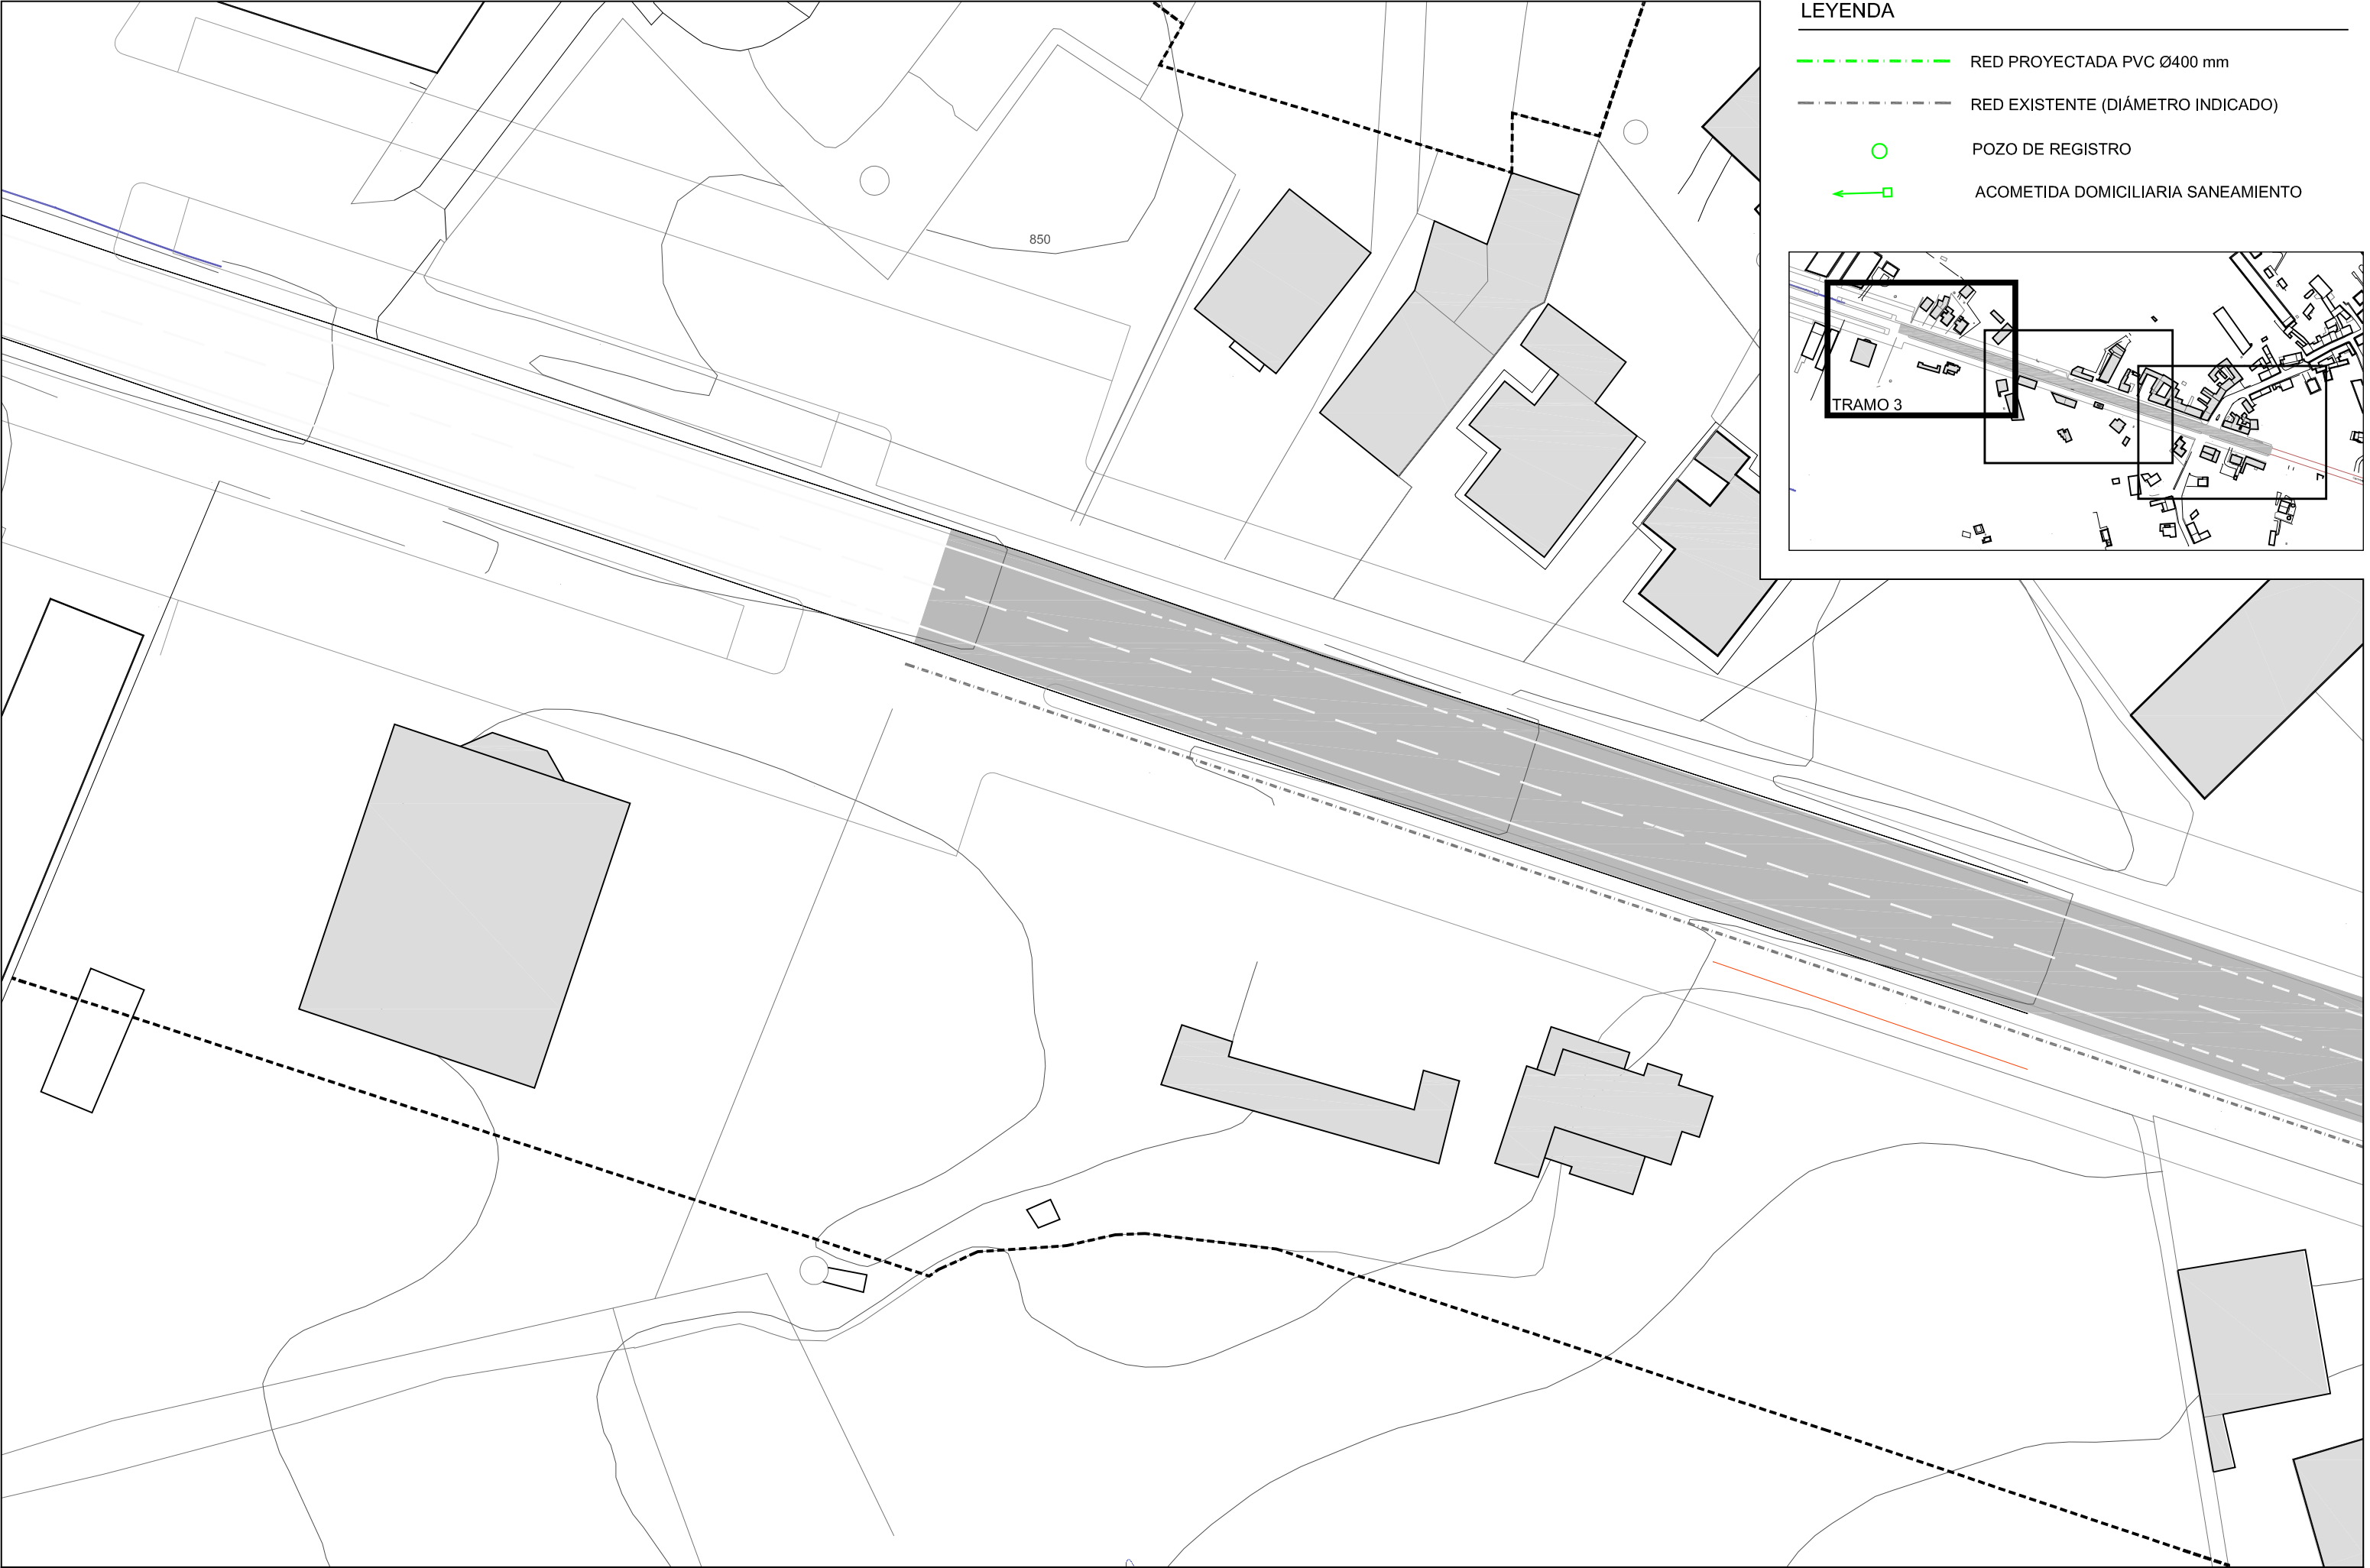 LEYENDA
RED PROYECTADA PVC Ø400 mm
RED EXISTENTE (DIÁMETRO INDICADO)
POZO DE REGISTRO
ACOMETIDA DOMICILIARIA SANEAMIENTO
850
TRAMO 3